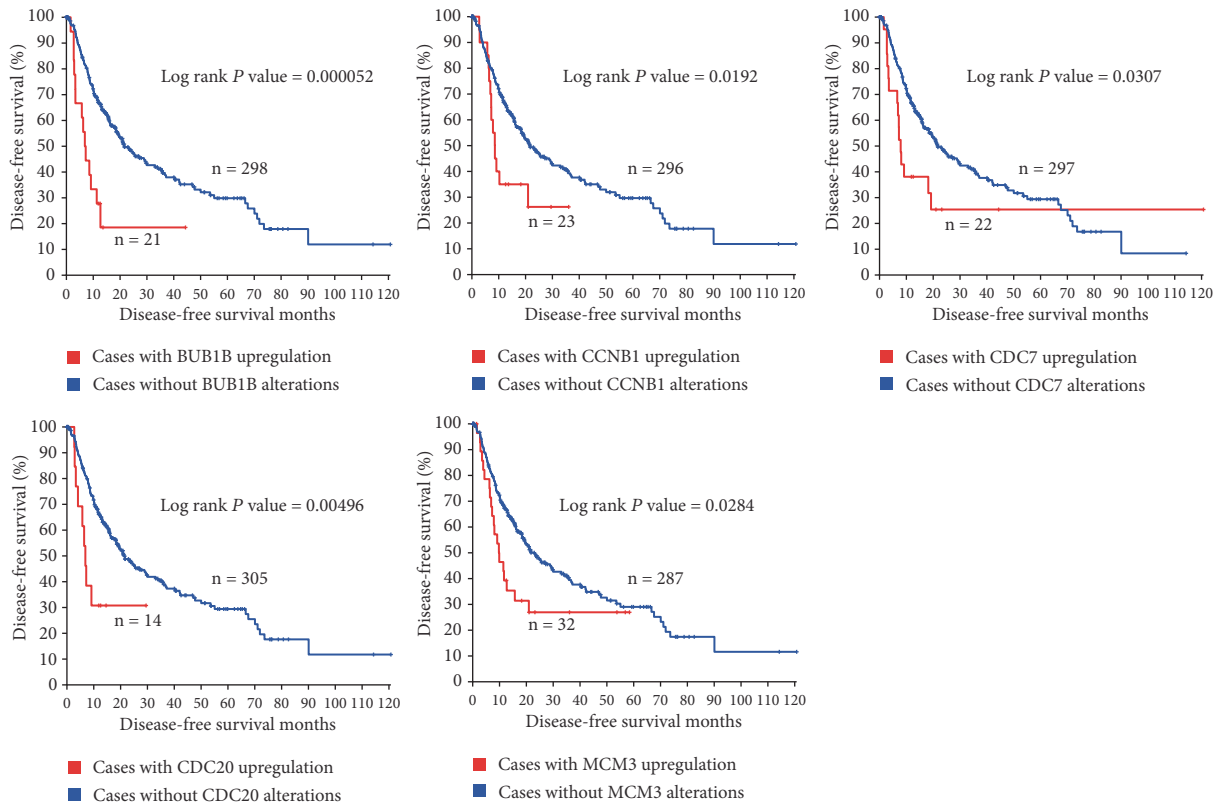 Disease-free survival (%)
100
90
80
70
60
50
40
30
20
10
0
Log rank P value = 0.000052
n = 298
n = 21
0 10 20 30 40 50 60 70 80 90 100 110 120
Disease-free survival months
Cases with BUB1B upregulation
Cases without BUB1B alterations
Disease-free survival (%)
100
90
80
70
60
50
40
30
20
10
0
Log rank P value = 0.0192
n = 296
n = 23
0 10 20 30 40 50 60 70 80 90 100 110 120
Disease-free survival months
Cases with CCNB1 upregulation
Cases without CCNB1 alterations
Disease-free survival (%)
100
90
80
70
60
50
40
30
20
10
0
Log rank P value = 0.0307
n = 297
n = 22
0 10 20 30 40 50 60 70 80 90 100 110 120
Disease-free survival months
Cases with CDC7 upregulation
Cases without CDC7 alterations
Disease-free survival (%)
100
90
80
70
60
50
40
30
20
10
0
Log rank P value = 0.00496
n = 305
n = 14
0 10 20 30 40 50 60 70 80 90 100 110 120
Disease-free survival months
Cases with CDC20 upregulation
Cases without CDC20 alterations
Disease-free survival (%)
100
90
80
70
60
50
40
30
20
10
0
Log rank P value = 0.0284
n = 287
n = 32
0 10 20 30 40 50 60 70 80 90 100 110 120
Disease-free survival months
Cases with MCM3 upregulation
Cases without MCM3 alterations